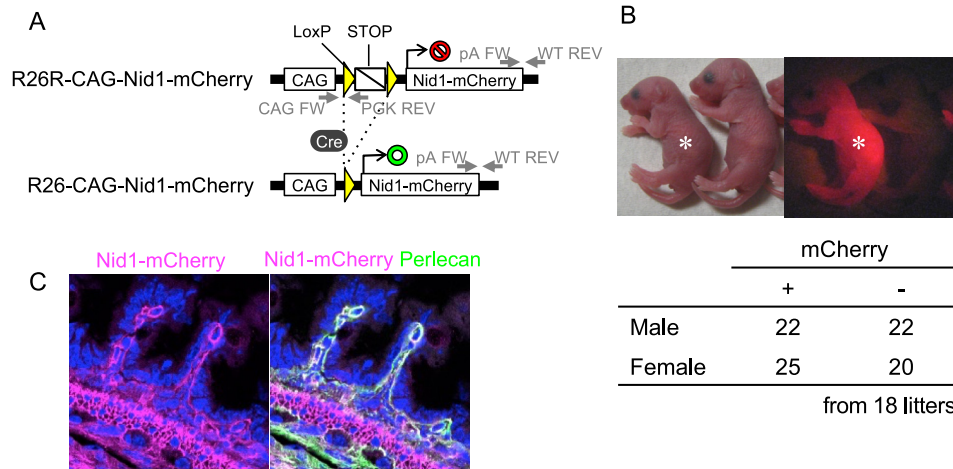 A
LoxP STOP
R26R-CAG-Nid1-mCherry CAG Nid1-mCherry pA FW WT REV
CAG FW PGK REV
Cre
R26-CAG-Nid1-mCherry CAG Nid1-mCherry pA FW WT REV
B
* *
mCherry
+ -
Male 22 22
Female 25 20
from 18 litters
C
Nid1-mCherry Nid1-mCherry Perlecan